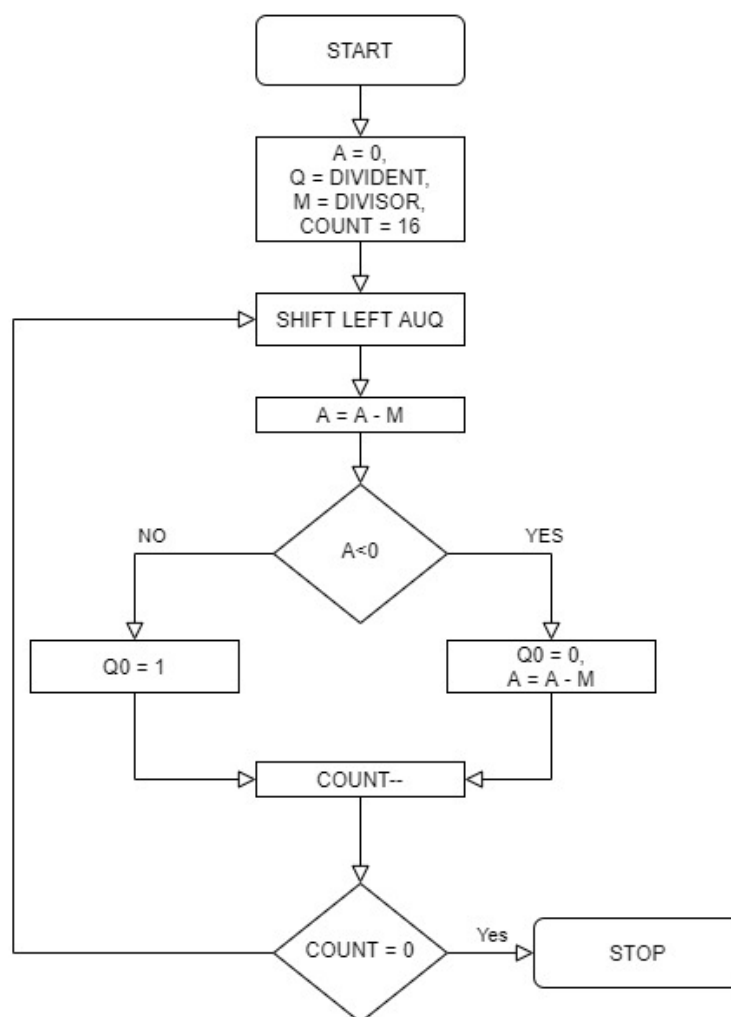 START
A = 0,
Q = DIVIDENT,
M = DIVISOR,
COUNT = 16
SHIFT LEFT AUQ
A = A - M
A<0
NO
YES
Q0 = 1
Q0 = 0,
A = A - M
COUNT--
COUNT = 0
Yes
STOP